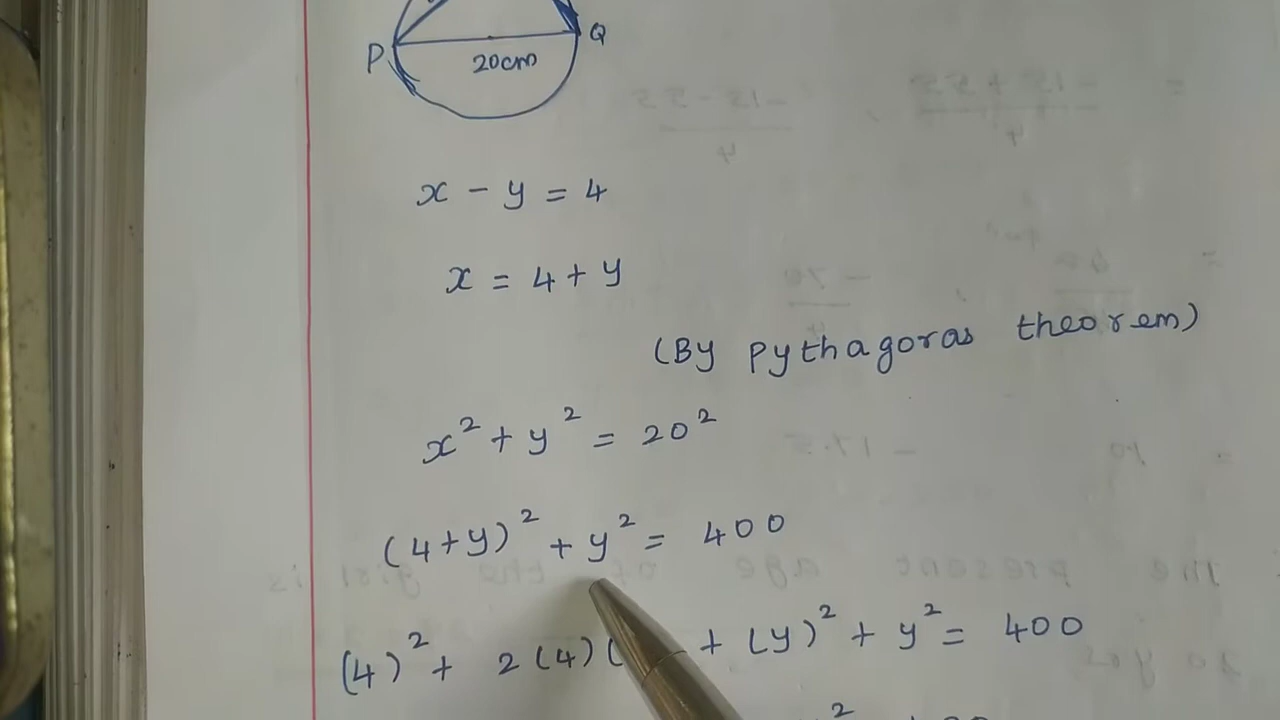 P Q
20cm
x - y = 4
x = 4 + y
(By pythagoras theorem)
x² + y² = 20²
(4+y)² + y² = 400
(4)² + 2(4)( + (y)² + y² = 400